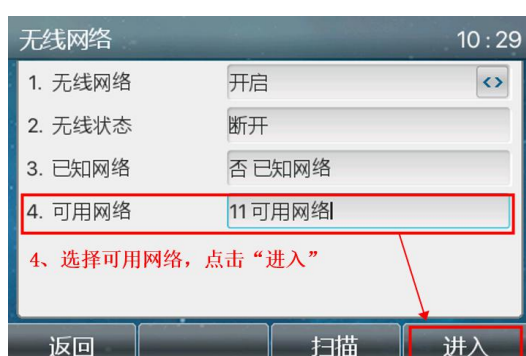 无线网络 10:29
1. 无线网络 开启
2. 无线状态 断开
3. 已知网络 否 已知网络
4. 可用网络 11 可用网络
4、选择可用网络，点击“进入”
返回 扫描 进入